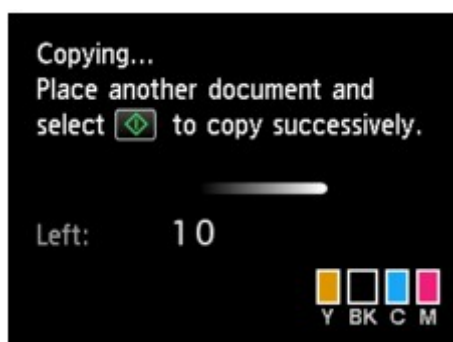 Copying...
Place another document and
select to copy successively.
Left: 10
Y BK C M